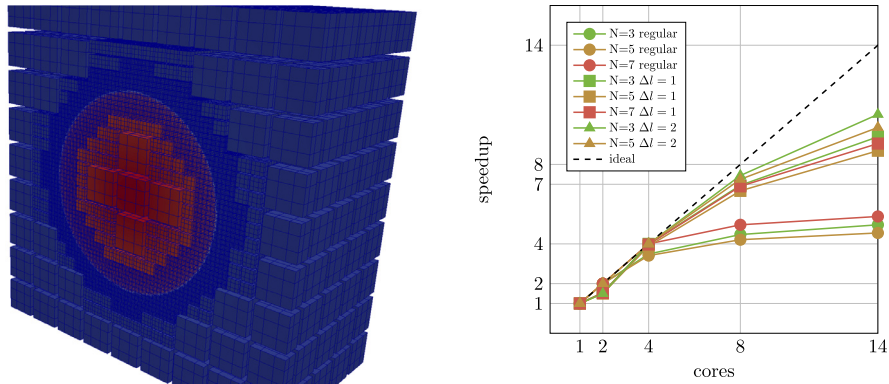 N=3 regular
N=5 regular
N=7 regular
N=3 Δl = 1
N=5 Δl = 1
N=7 Δl = 1
N=3 Δl = 2
N=5 Δl = 2
ideal
speedup
14
8
7
4
2
1
1 2 4 8 14
cores